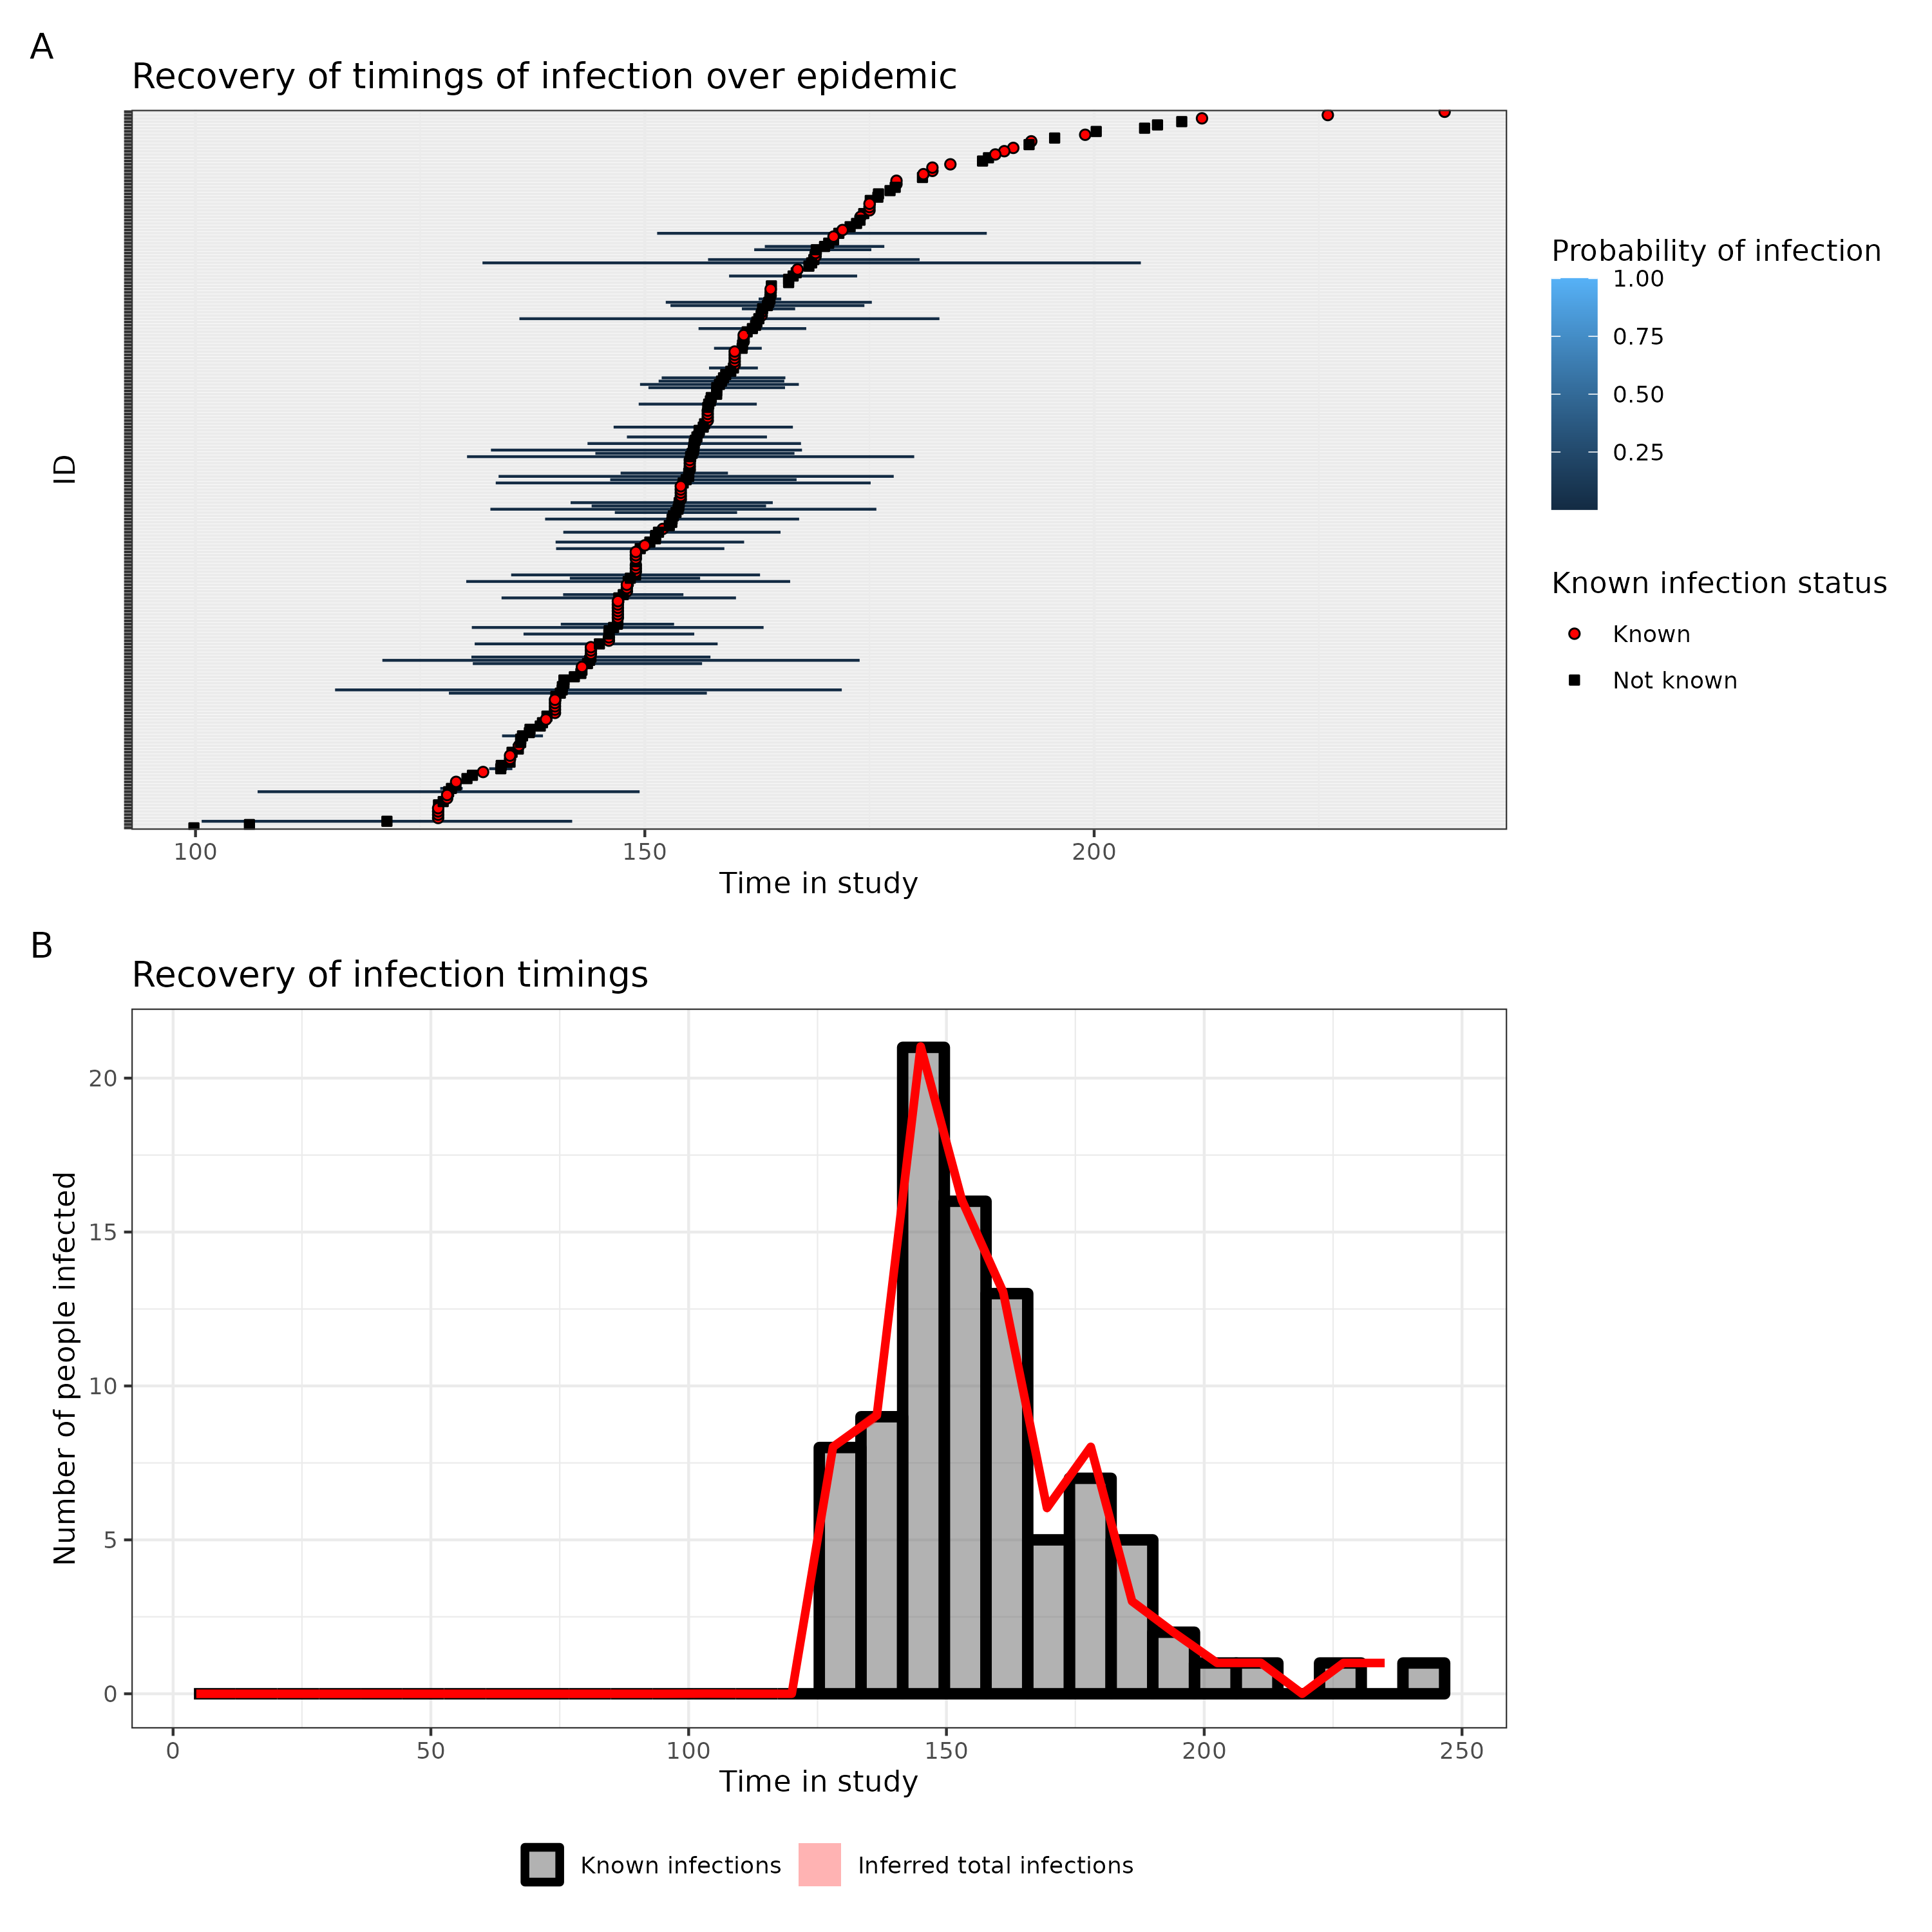 A
Recovery of timings of infection over epidemic
ID
100 150 200
Time in study
Probability of infection
1.00
0.75
0.50
0.25
Known infection status
Known
Not known
B
Recovery of infection timings
Number of people infected
20
15
10
5
0
0 50 100 150 200 250
Time in study
Known infections Inferred total infections